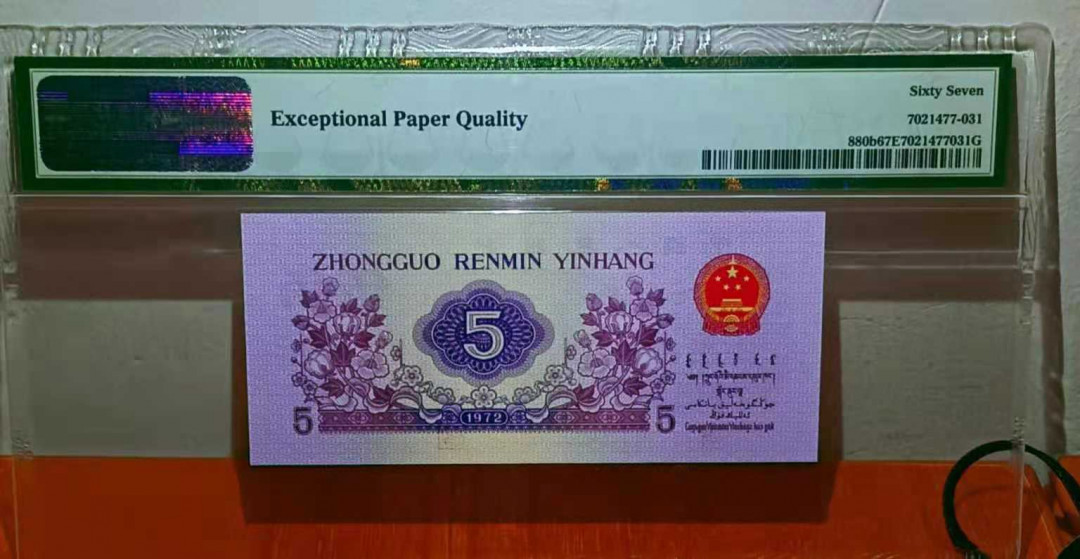 Sixty Seven
Exceptional Paper Quality
7021477-031
880b67E7021477031G
ZHONGGUO RENMIN YINHANG
5
5
1972
5